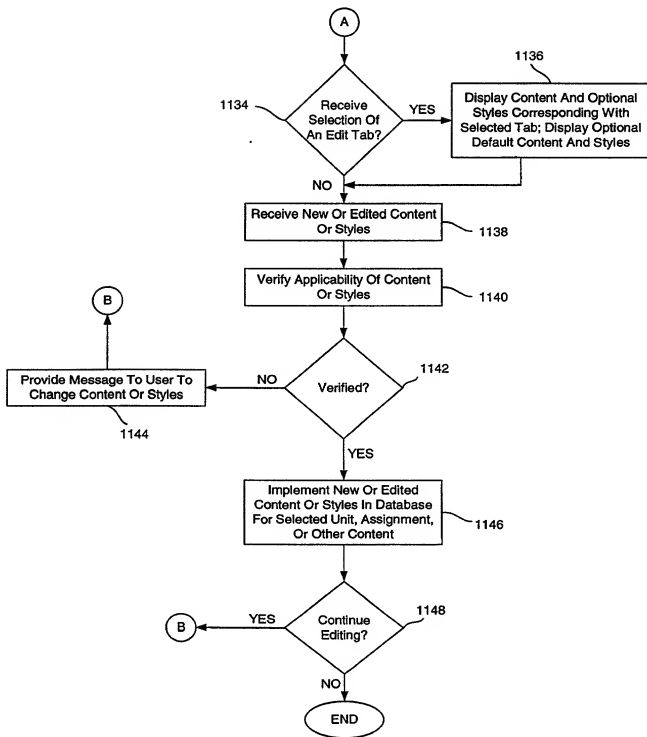 A
1136
1134
Receive
Selection Of
An Edit Tab?
YES
Display Content And Optional
Styles Corresponding With
Selected Tab; Display Optional
Default Content And Styles
NO
Receive New Or Edited Content
Or Styles
1138
Verify Applicability Of Content
Or Styles
1140
B
Provide Message To User To
Change Content Or Styles
1144
NO
Verified?
1142
YES
Implement New Or Edited
Content Or Styles In Database
For Selected Unit, Assignment,
Or Other Content
1146
B
YES
Continue
Editing?
1148
NO
END